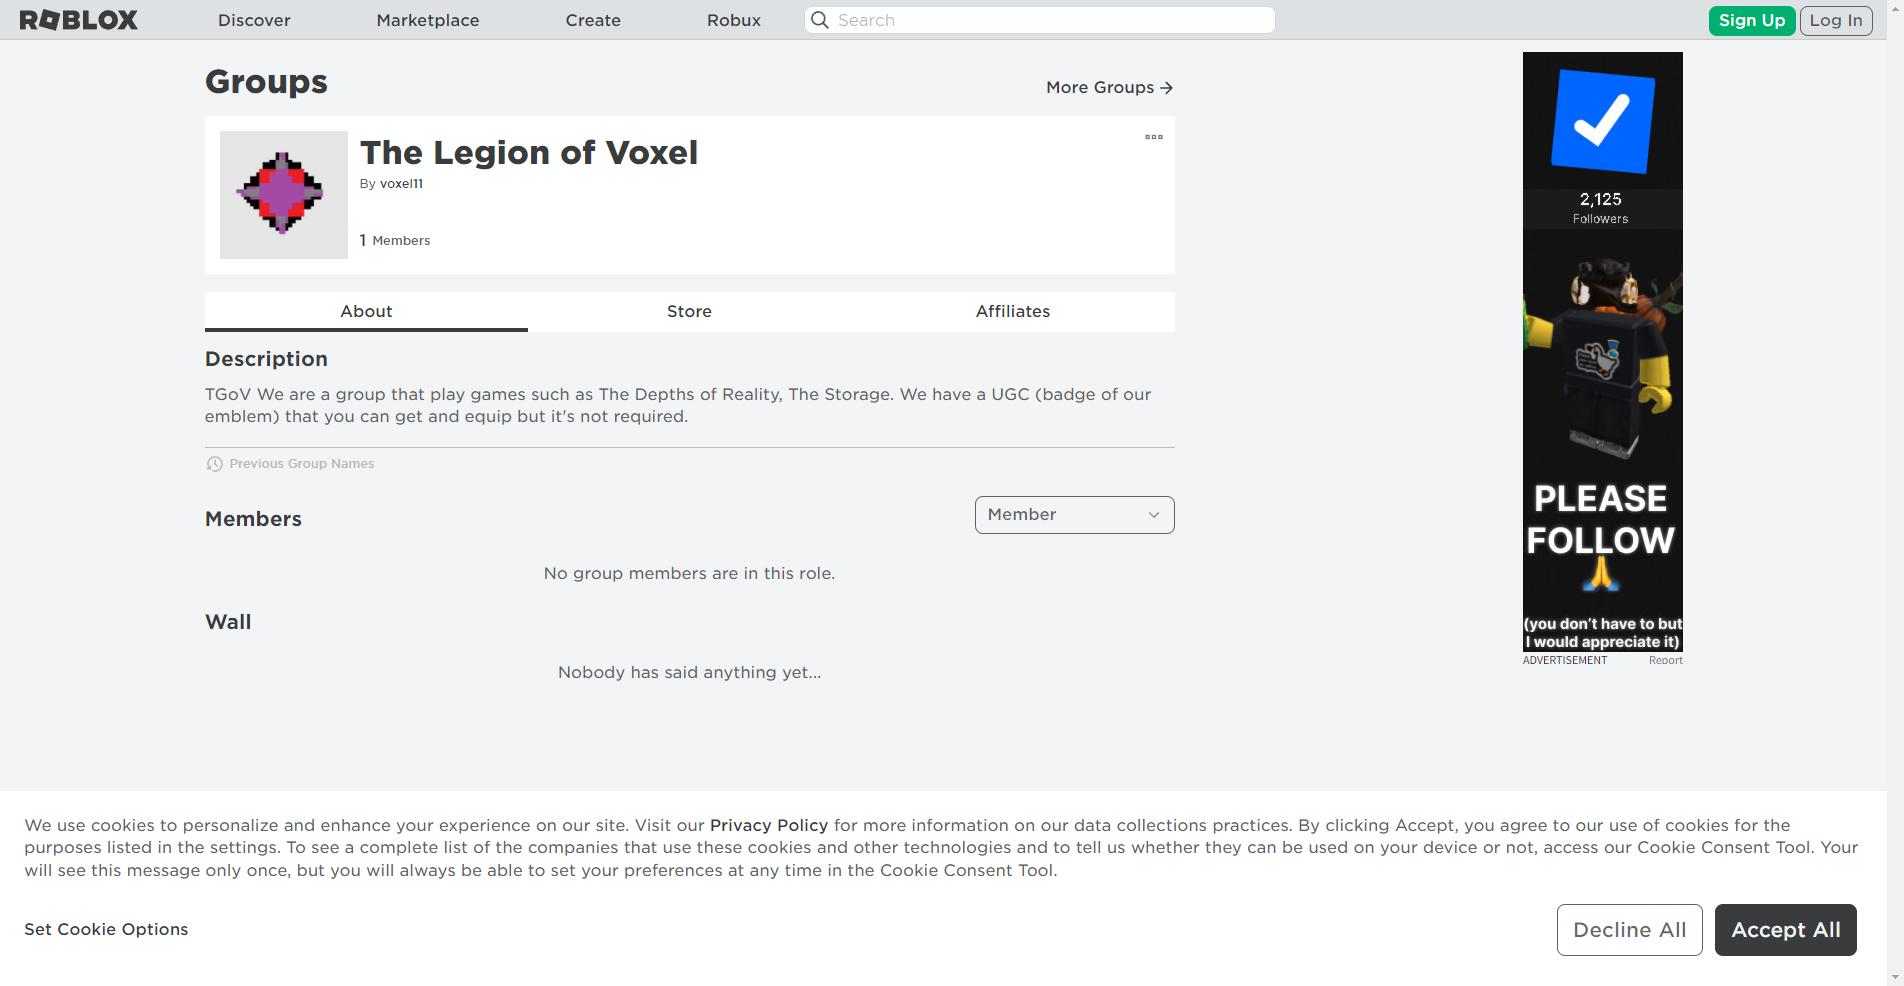 ROBLOX
Discover
Marketplace
Create
Robux
Search
Sign Up
Log In
Groups
More Groups
The Legion of Voxel
By voxel11
1 Members
About
Store
Affiliates
Description
TGoV We are a group that play games such as The Depths of Reality, The Storage. We have a UGC (badge of our
emblem) that you can get and equip but it's not required.
Previous Group Names
Members
Member
No group members are in this role.
Wall
Nobody has said anything yet...
2,125
Followers
PLEASE
FOLLOW
(you don't have to but
I would appreciate it)
ADVERTISEMENT
Report
We use cookies to personalize and enhance your experience on our site. Visit our Privacy Policy for more information on our data collections practices. By clicking Accept, you agree to our use of cookies for the
purposes listed in the settings. To see a complete list of the companies that use these cookies and other technologies and to tell us whether they can be used on your device or not, access our Cookie Consent Tool. Your
will see this message only once, but you will always be able to set your preferences at any time in the Cookie Consent Tool.
Set Cookie Options
Decline All
Accept All